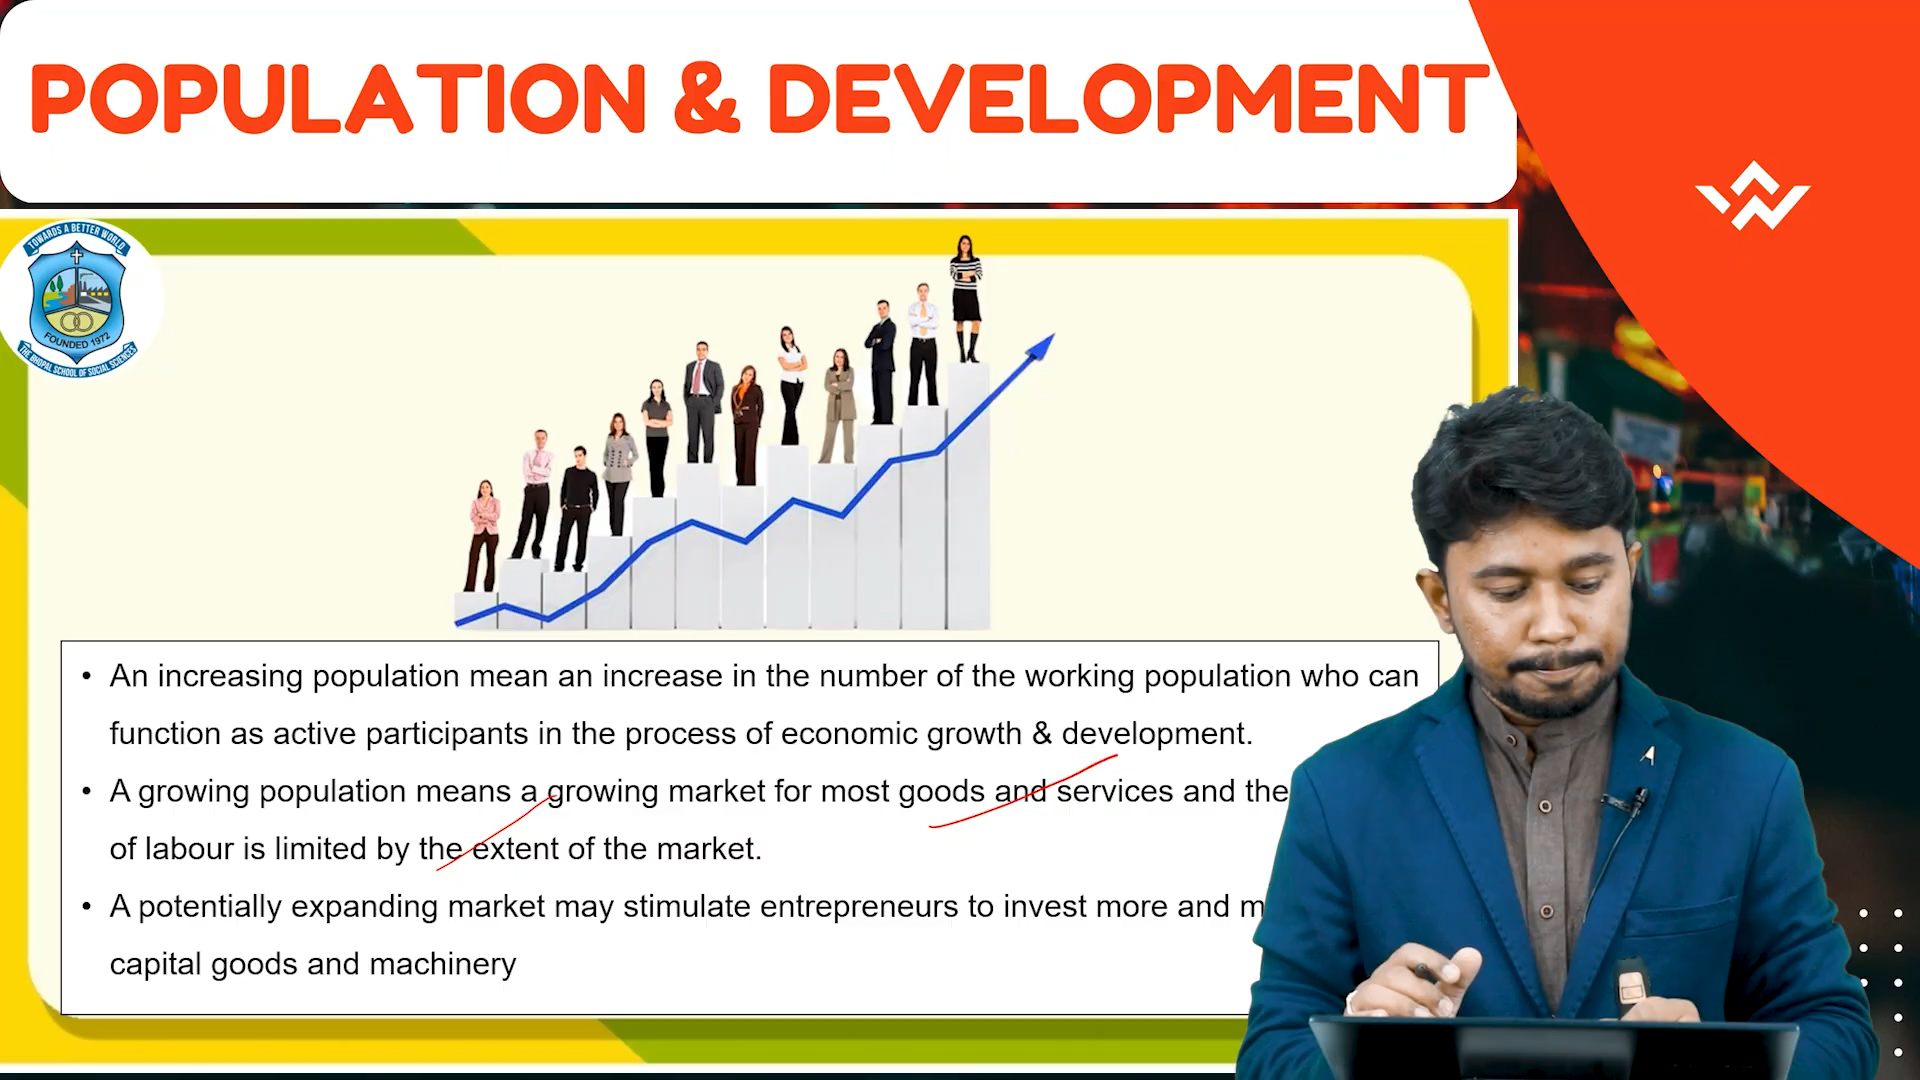 POPULATION & DEVELOPMENT
TOWARDS A BETTER WORLD
FOUNDED 1972
THE BHOPAL SCHOOL OF SOCIAL SCIENCES
• An increasing population mean an increase in the number of the working population who can
function as active participants in the process of economic growth & development.
• A growing population means a growing market for most goods and services and the
of labour is limited by the extent of the market.
• A potentially expanding market may stimulate entrepreneurs to invest more and
capital goods and machinery